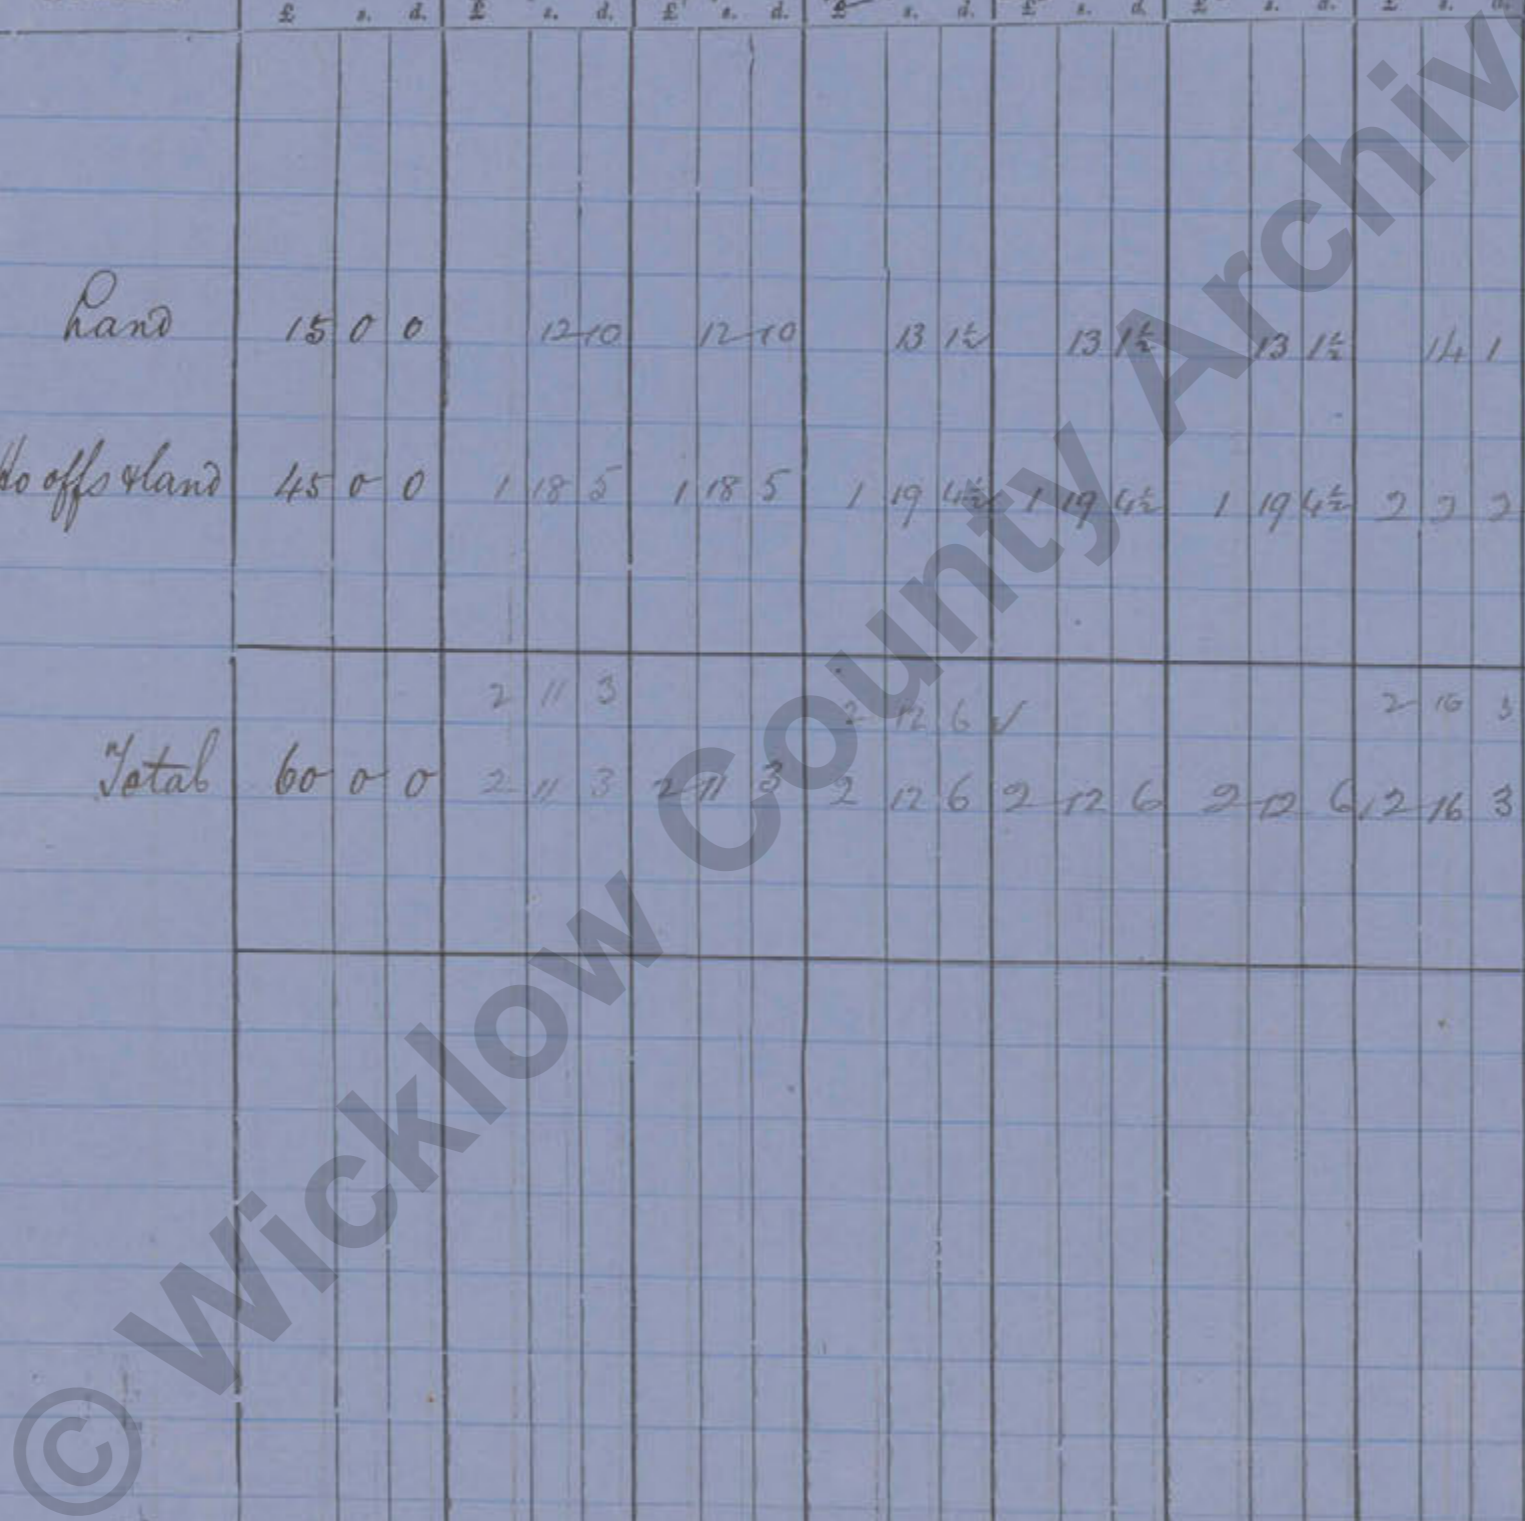 £ s. d. £ s. d. £ s. d. £ s. d. £ s. d. £ s. d. £ s. d.
Land 15 0 0 12 10 12 10 13 1½ 13 1½ 13 1½ 14 1
Ho offs & land 45 0 0 1 18 5 1 18 5 1 19 4½ 1 19 4½ 1 19 4½ 2 2 2
2 11 3 2 12 6 ✓ 2 16 3
Total 60 0 0 2 11 3 2 11 3 2 12 6 2 12 6 2 12 6 2 16 3
© Wicklow County Archiv